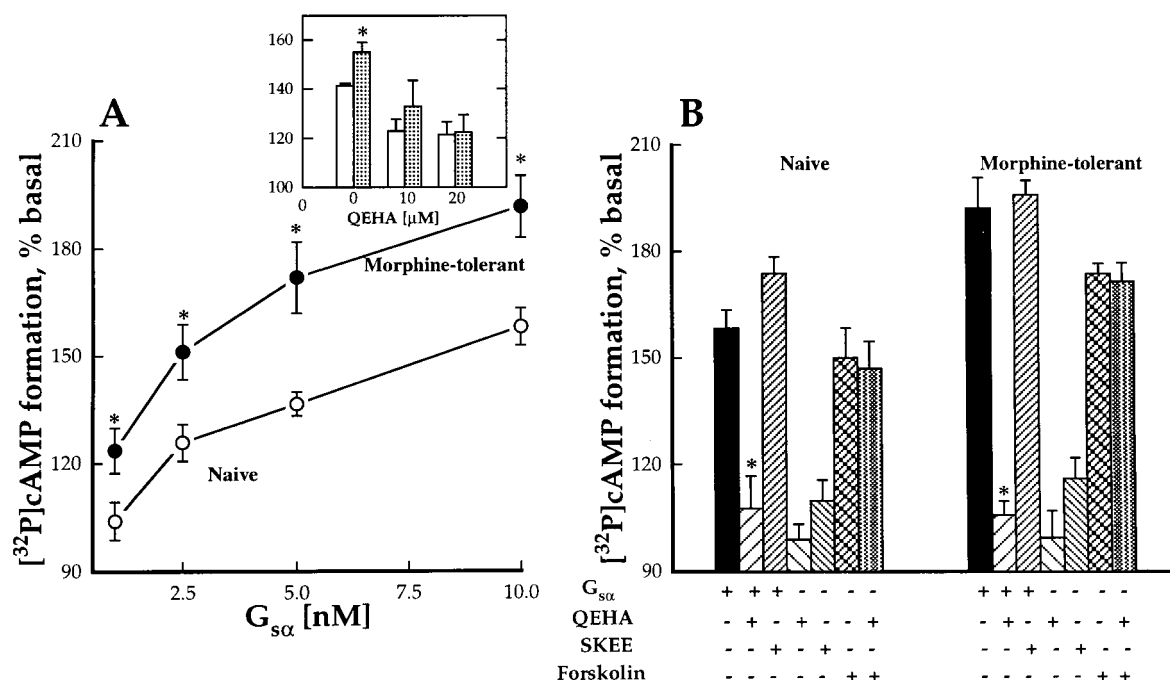 A
[³²P]cAMP formation, % basal
210
180
150
120
90
2.5
5.0
7.5
10.0
Gsα [nM]
*
*
*
*
Morphine-tolerant
Naive
160
140
120
100
*
0
0
10
20
QEHA [µM]
B
[³²P]cAMP formation, % basal
210
180
150
120
90
Naive
Morphine-tolerant
*
*
Gsα + + + - - - - + + + - - - -
QEHA - + - + - - + - + - + - - +
SKEE - - + - + - - - - + - + - -
Forskolin - - - - - + + - - - - - + +